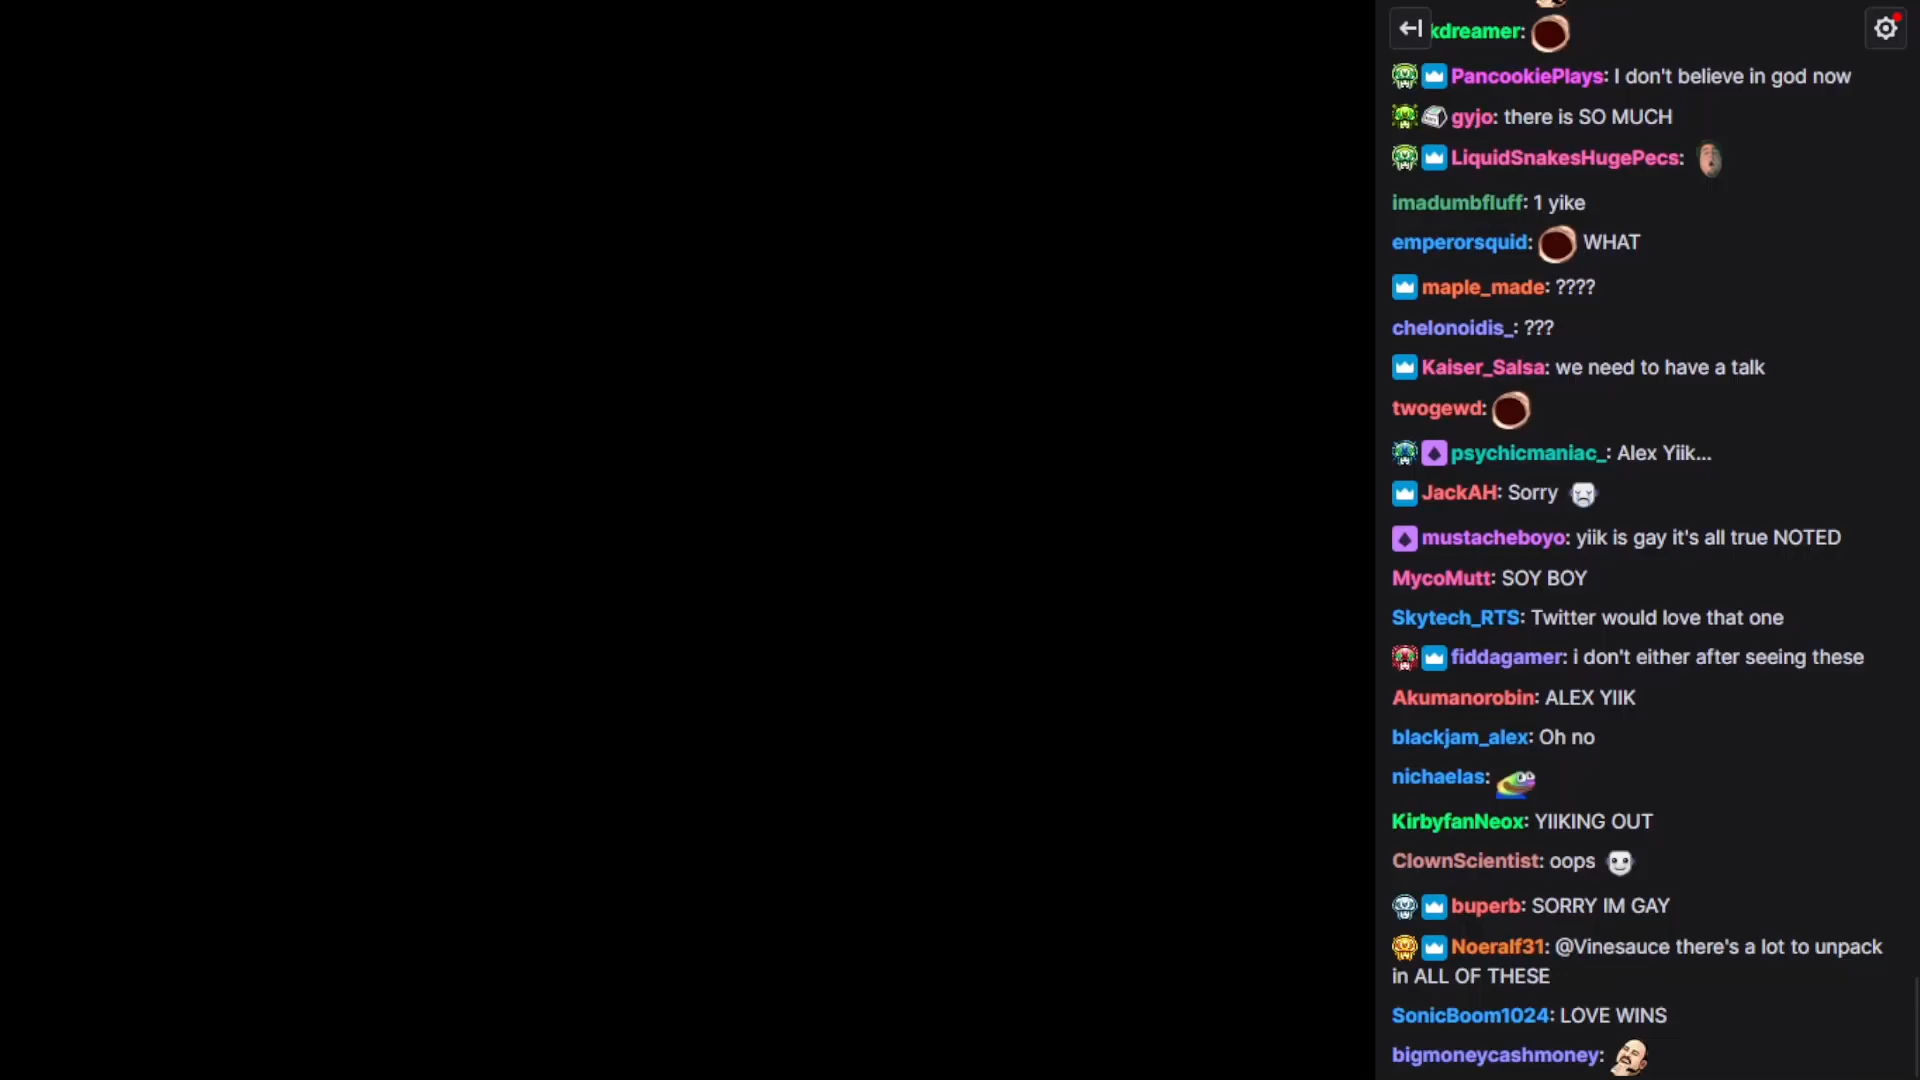 kdreamer:
PancookiePlays: I don't believe in god now
gyjo: there is SO MUCH
LiquidSnakesHugePecs:
imadumbfluff: 1 yike
emperorsquid: WHAT
maple_made: ????
chelonoidis_: ???
Kaiser_Salsa: we need to have a talk
twogewd:
psychicmaniac_: Alex Yiik...
JackAH: Sorry
mustacheboyo: yiik is gay it's all true NOTED
MycoMutt: SOY BOY
Skytech_RTS: Twitter would love that one
fiddagamer: i don't either after seeing these
Akumanorobin: ALEX YIIK
blackjam_alex: Oh no
nichaelas:
KirbyfanNeox: YIIKING OUT
ClownScientist: oops
buperb: SORRY IM GAY
Noeralf31: @Vinesauce there's a lot to unpack
in ALL OF THESE
SonicBoom1024: LOVE WINS
bigmoneycashmoney: